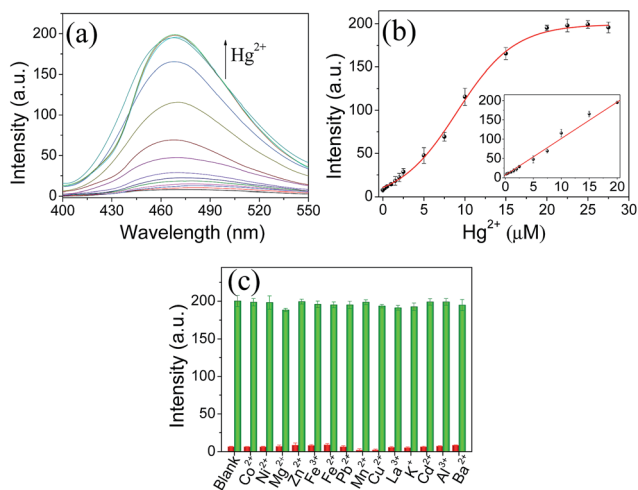 (a)
Hg2+
Intensity (a.u.)
200
150
100
50
0
400 430 460 490 520 550
Wavelength (nm)
(b)
Intensity (a.u.)
200
150
100
50
0
0 5 10 15 20 25 30
Hg2+ (μM)
200
150
100
50
0
0 5 10 15 20
(c)
Intensity (a.u.)
250
200
150
100
50
0
Blank
Co2+
Ni2+
Mg2+
Zn2+
Fe3+
Fe2+
Pb2+
Mn2+
Cu2+
La3+
K+
Cd2+
Al3+
Ba2+